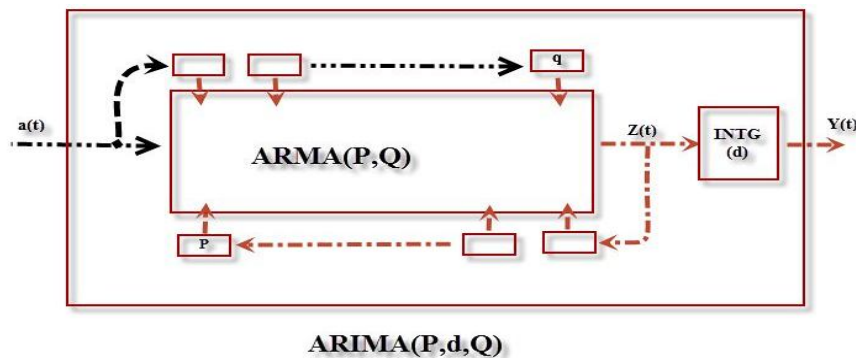 q
a(t)
ARMA(P,Q)
Z(t)
INTG
(d)
Y(t)
P
ARIMA(P,d,Q)